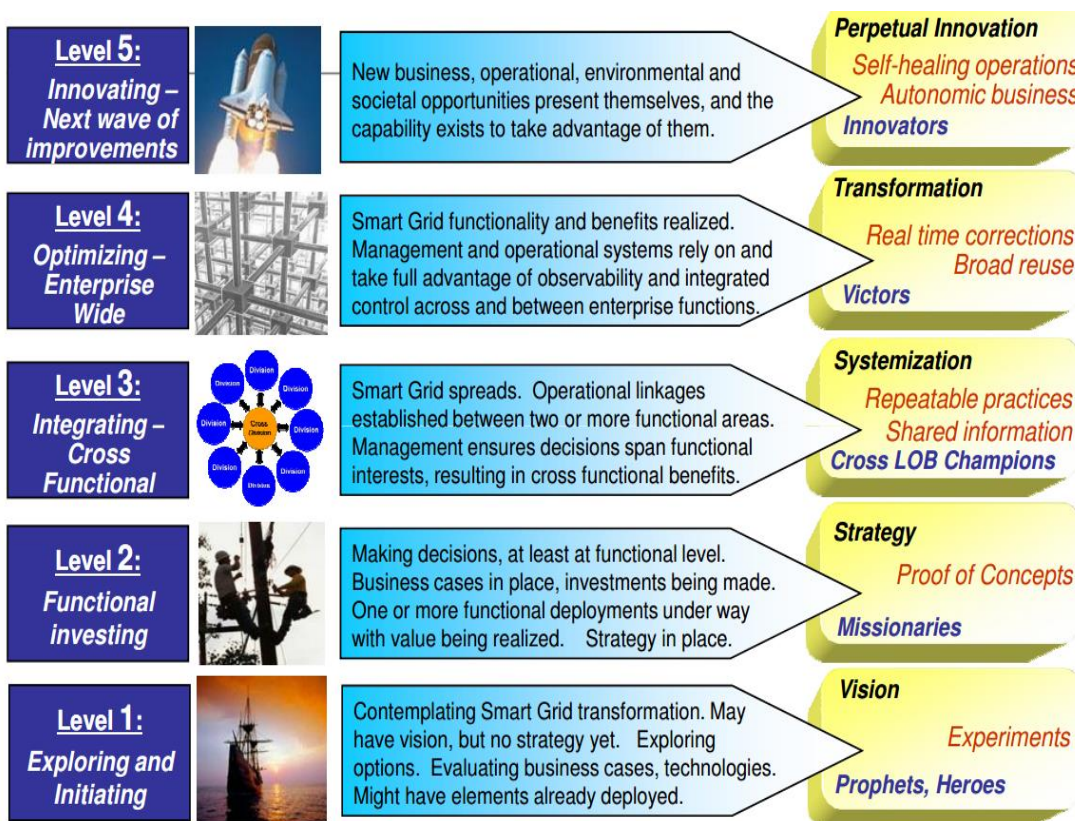 Level 5:
Innovating –
Next wave of
improvements
New business, operational, environmental and
societal opportunities present themselves, and the
capability exists to take advantage of them.
Perpetual Innovation
Self-healing operations
Autonomic business
Innovators
Level 4:
Optimizing –
Enterprise
Wide
Smart Grid functionality and benefits realized.
Management and operational systems rely on and
take full advantage of observability and integrated
control across and between enterprise functions.
Transformation
Real time corrections
Broad reuse
Victors
Level 3:
Integrating –
Cross
Functional
Division
Division
Division
Division
Cross
Division
Division
Division
Division
Division
Smart Grid spreads. Operational linkages
established between two or more functional areas.
Management ensures decisions span functional
interests, resulting in cross functional benefits.
Systemization
Repeatable practices
Shared information
Cross LOB Champions
Level 2:
Functional
investing
Making decisions, at least at functional level.
Business cases in place, investments being made.
One or more functional deployments under way
with value being realized. Strategy in place.
Strategy
Proof of Concepts
Missionaries
Level 1:
Exploring and
Initiating
Contemplating Smart Grid transformation. May
have vision, but no strategy yet. Exploring
options. Evaluating business cases, technologies.
Might have elements already deployed.
Vision
Experiments
Prophets, Heroes